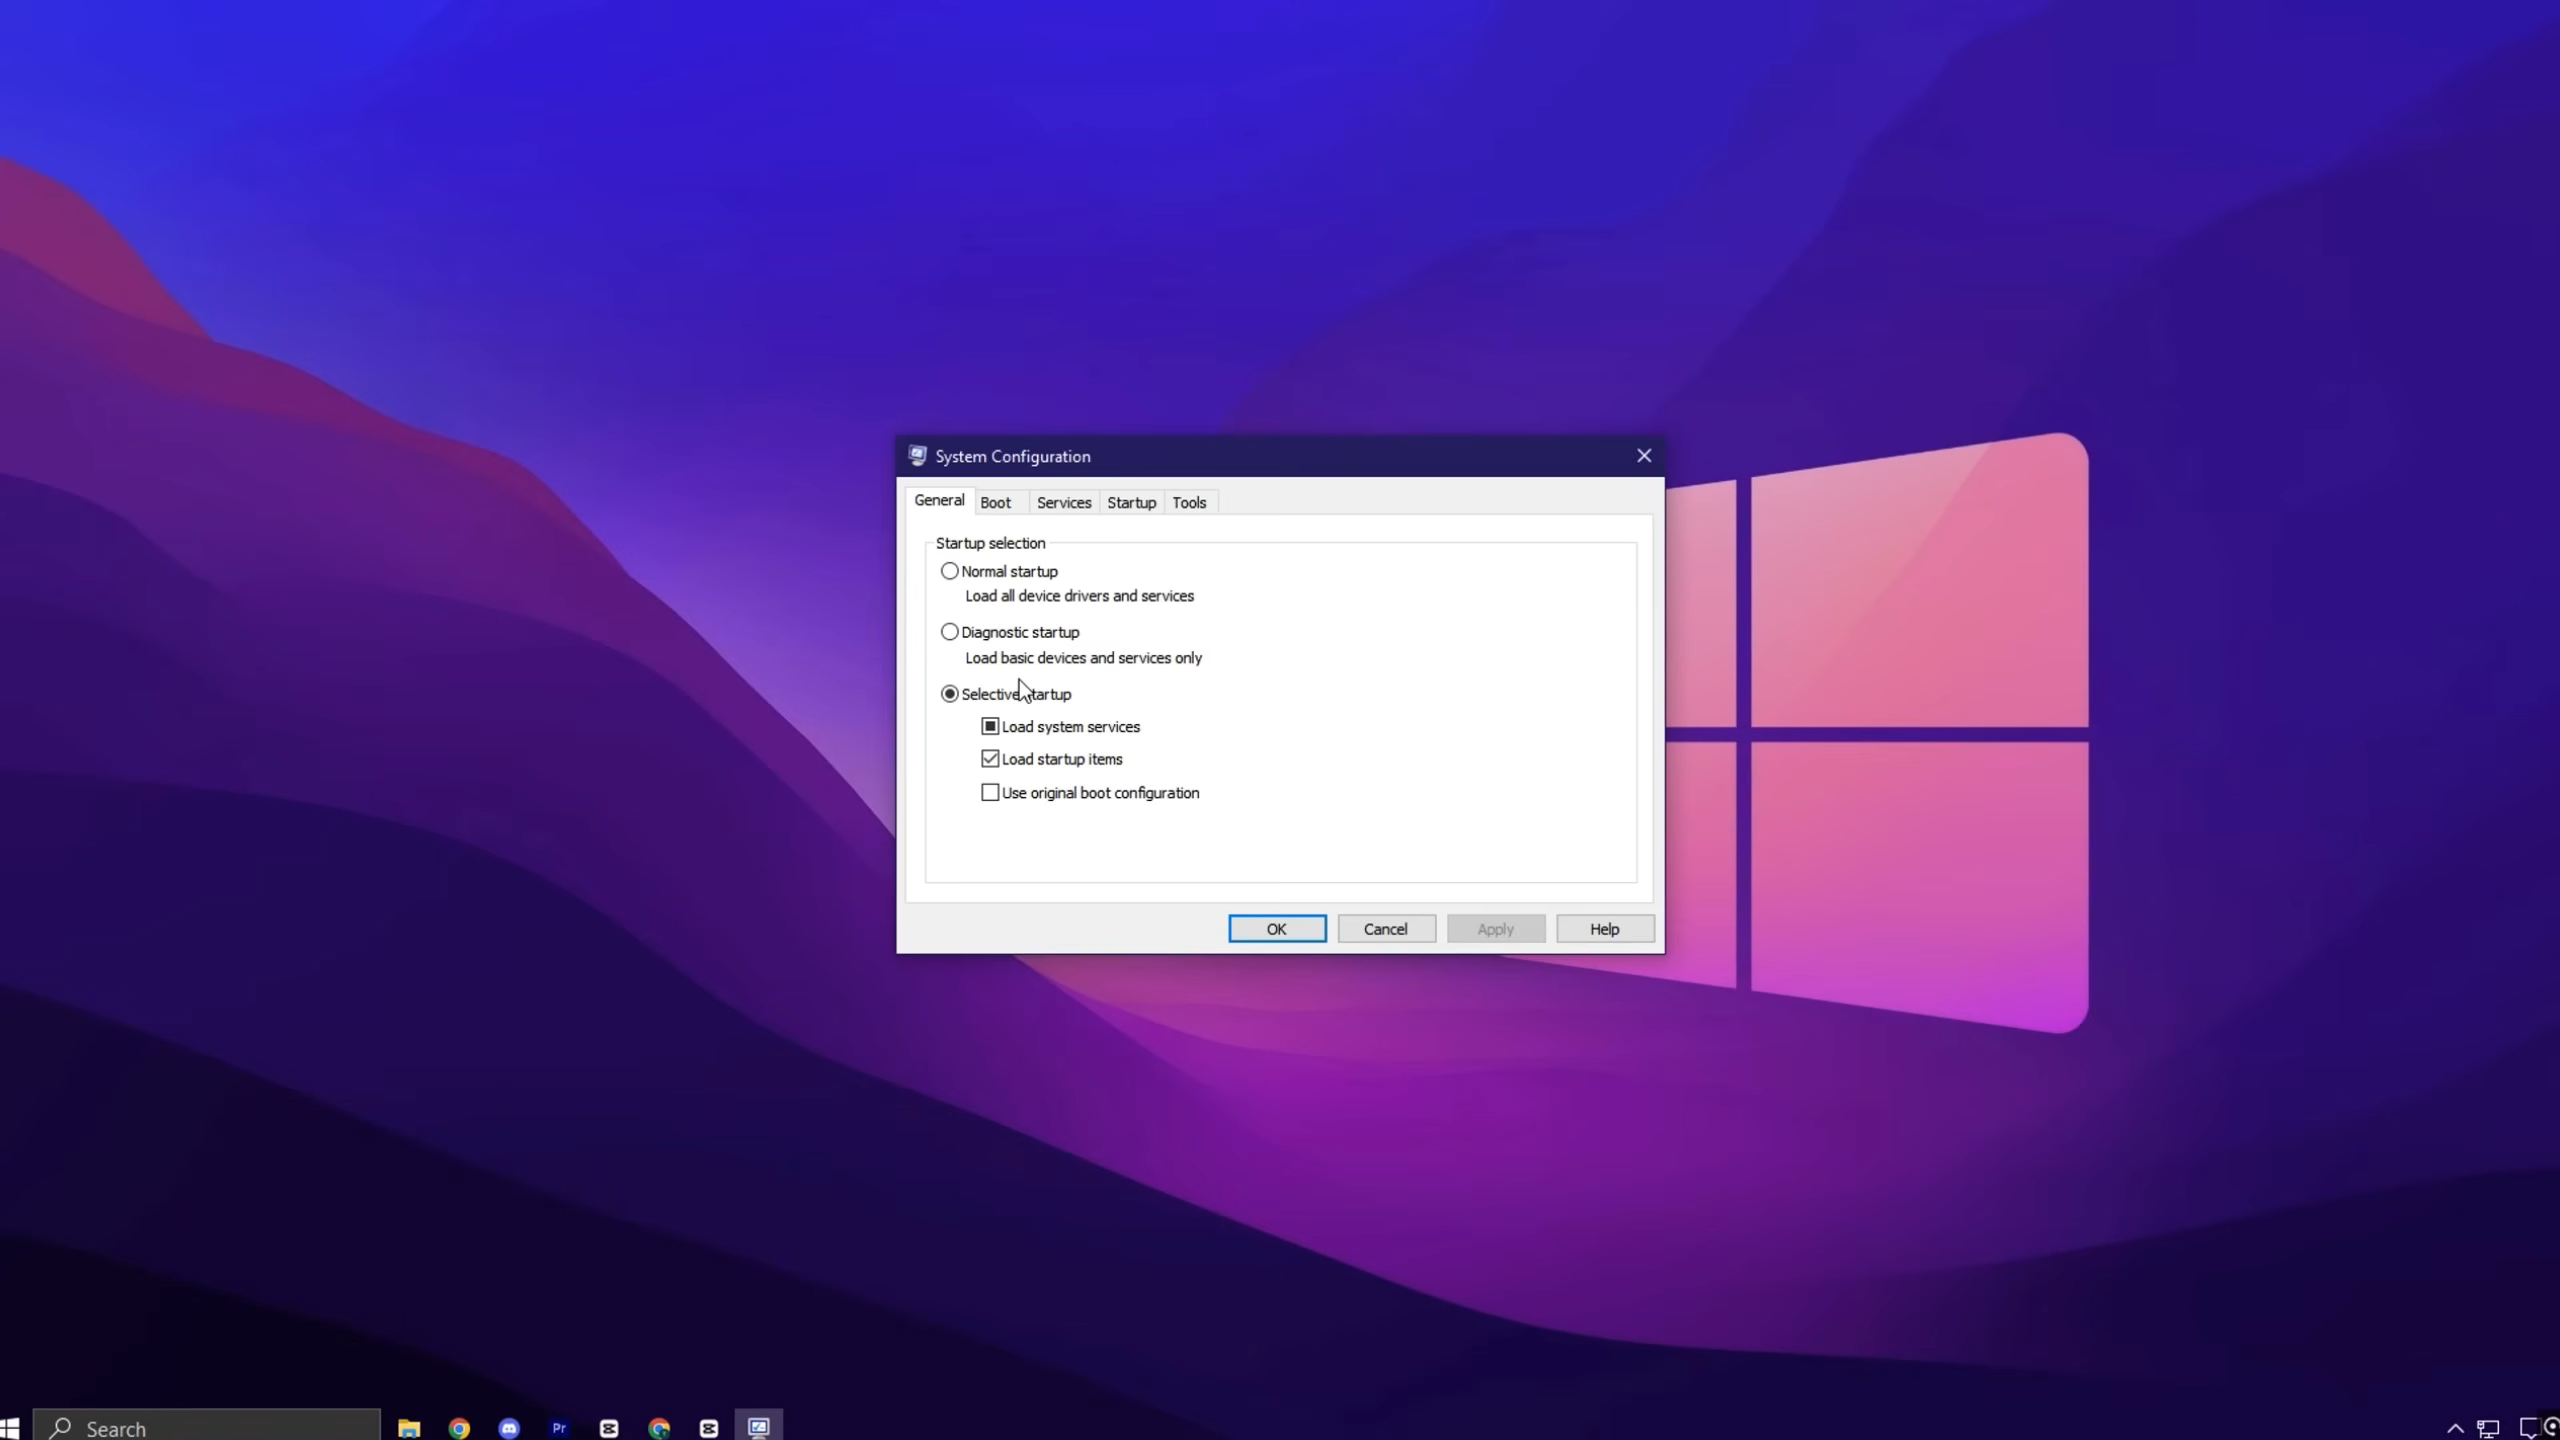 System Configuration
General Boot Services Startup Tools
Startup selection
Normal startup
Load all device drivers and services
Diagnostic startup
Load basic devices and services only
Selective startup
Load system services
Load startup items
Use original boot configuration
OK Cancel Apply Help
Search
Pr